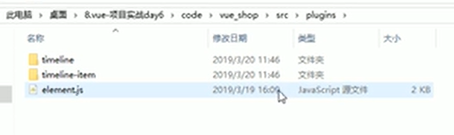 此电脑 > 桌面 > 8.vue-项目实战day6 > code > vue_shop > src > plugins >
名称 修改日期 类型 大小
timeline 2019/3/20 11:46 文件夹
timeline-item 2019/3/20 11:46 文件夹
element.js 2019/3/19 16:09 JavaScript 源文件 2 KB